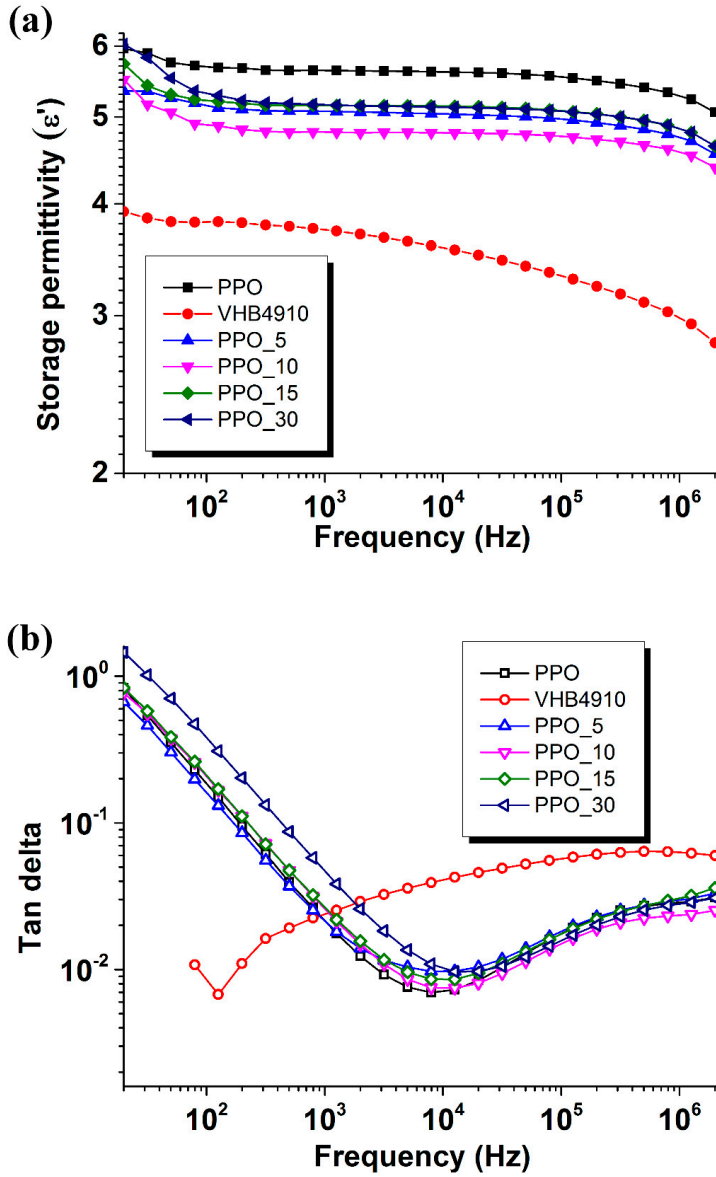 (a)
6
5
4
3
2
Storage permittivity (ε')
PPO
VHB4910
PPO_5
PPO_10
PPO_15
PPO_30
10² 10³ 10⁴ 10⁵ 10⁶
Frequency (Hz)
(b)
10⁰
10⁻¹
10⁻²
Tan delta
PPO
VHB4910
PPO_5
PPO_10
PPO_15
PPO_30
10² 10³ 10⁴ 10⁵ 10⁶
Frequency (Hz)